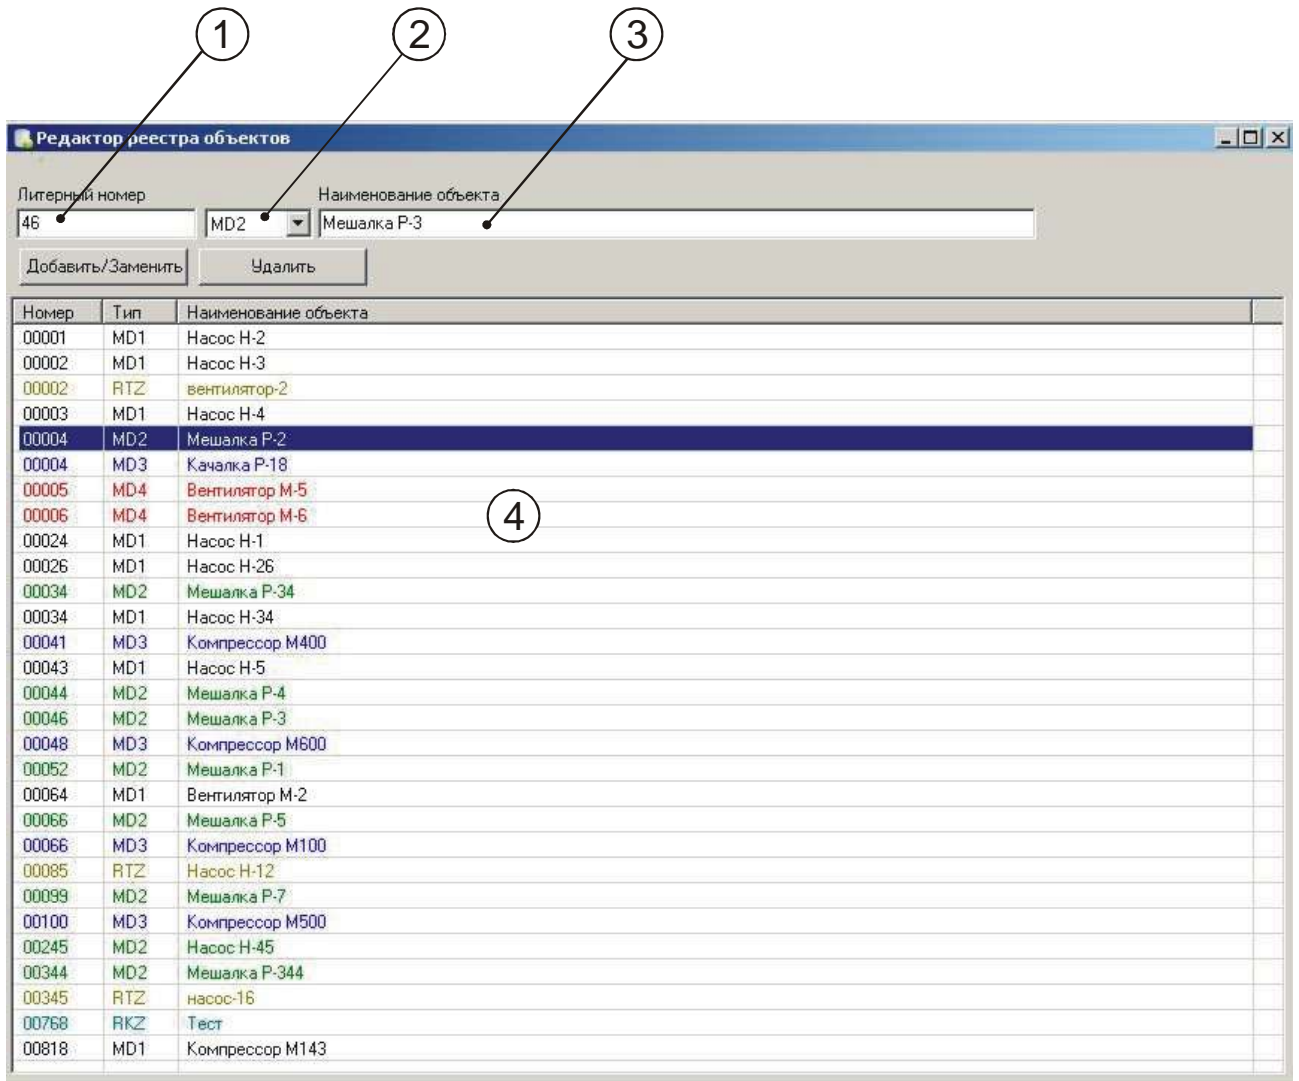 1 2 3
Редактор реестра объектов
Литерный номер Наименование объекта
46 MD2 Мешалка Р-3
Добавить/Заменить Удалить
Номер Тип Наименование объекта
00001 MD1 Насос Н-2
00002 MD1 Насос Н-3
00002 RTZ вентилятор-2
00003 MD1 Насос Н-4
00004 MD2 Мешалка Р-2
00004 MD3 Качалка Р-18
00005 MD4 Вентилятор М-5
00006 MD4 Вентилятор М-6
4
00024 MD1 Насос Н-1
00026 MD1 Насос Н-26
00034 MD2 Мешалка Р-34
00034 MD1 Насос Н-34
00041 MD3 Компрессор М400
00043 MD1 Насос Н-5
00044 MD2 Мешалка Р-4
00046 MD2 Мешалка Р-3
00048 MD3 Компрессор М600
00052 MD2 Мешалка Р-1
00064 MD1 Вентилятор М-2
00066 MD2 Мешалка Р-5
00066 MD3 Компрессор М100
00085 RTZ Насос Н-12
00099 MD2 Мешалка Р-7
00100 MD3 Компрессор М500
00245 MD2 Насос Н-45
00344 MD2 Мешалка Р-344
00345 RTZ насос-16
00768 RKZ Тест
00818 MD1 Компрессор М143